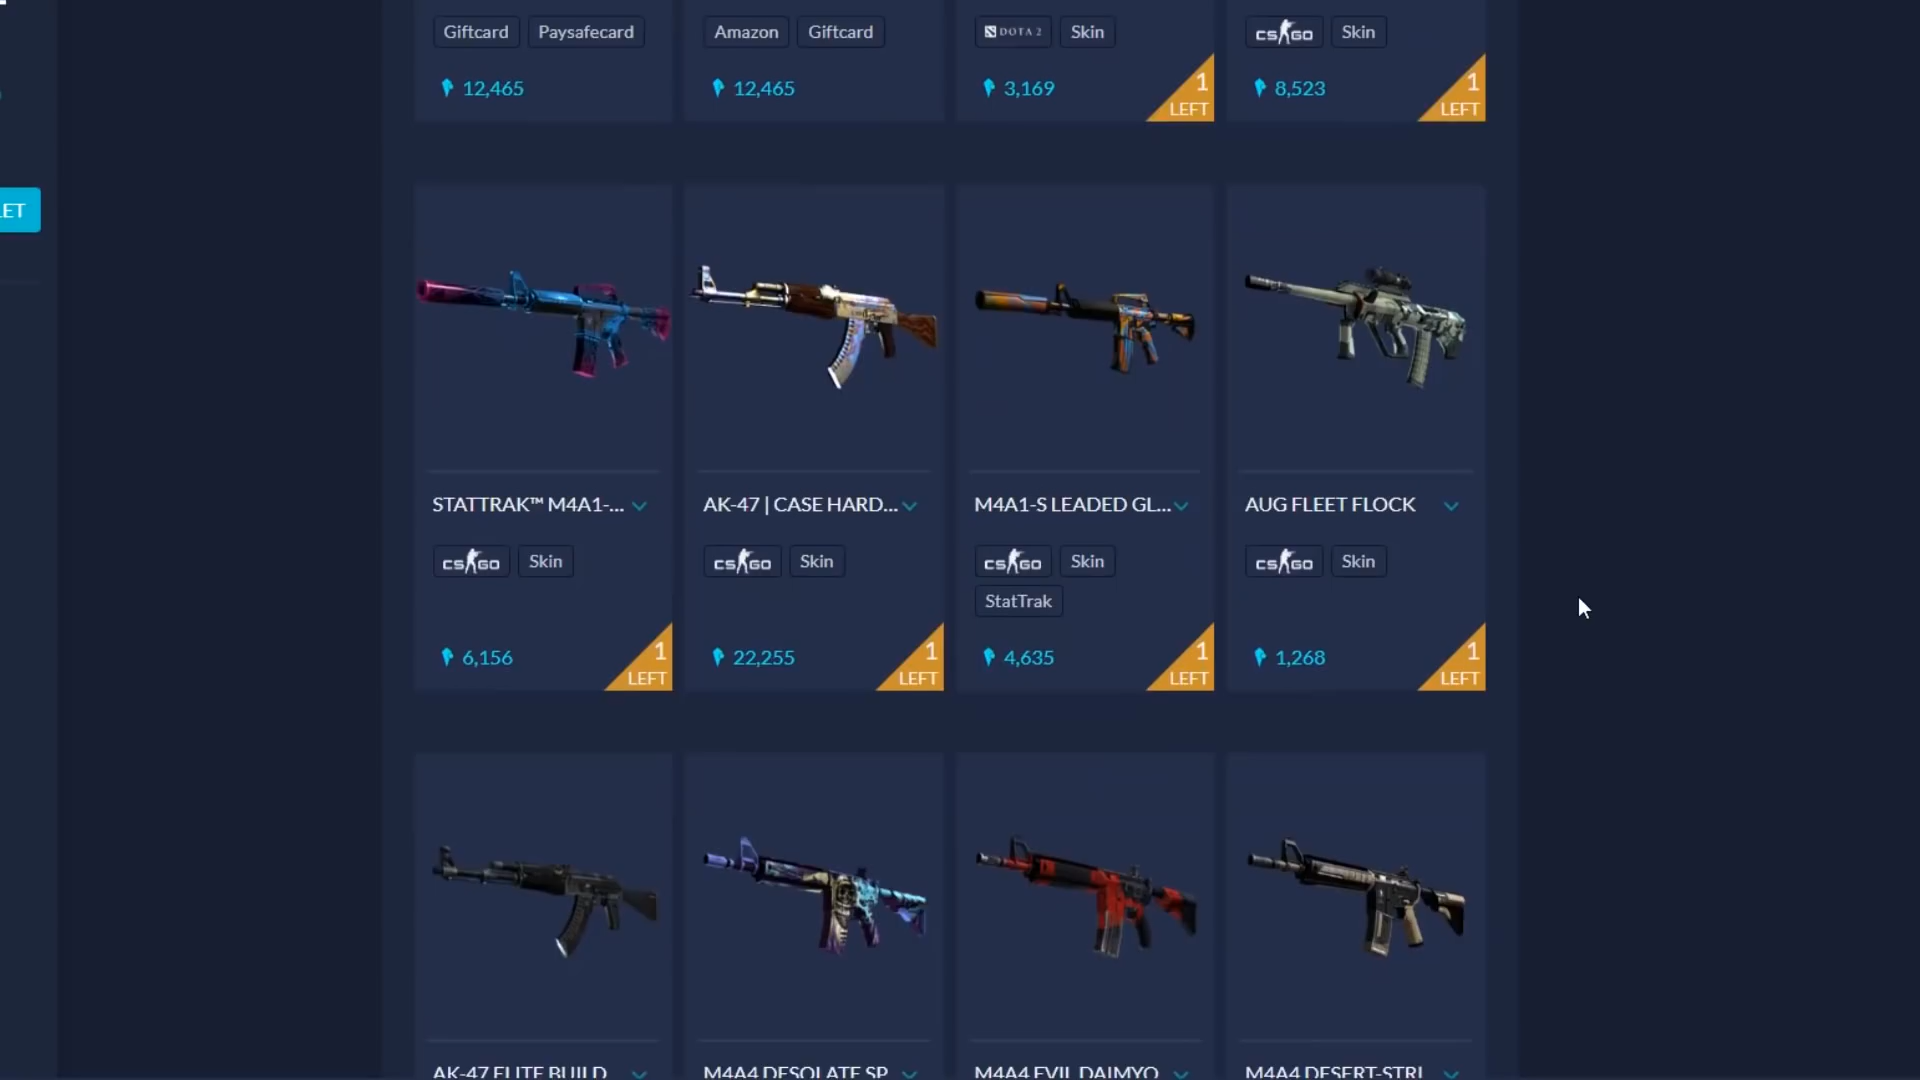 Giftcard Paysafecard Amazon Giftcard DOTA 2 Skin CS GO Skin
12,465 12,465 3,169 1 LEFT 8,523 1 LEFT
LET
STATTRAK™ M4A1-... AK-47 | CASE HARD... M4A1-S LEADED GL... AUG FLEET FLOCK
CS GO Skin CS GO Skin CS GO Skin CS GO Skin
StatTrak
6,156 1 LEFT 22,255 1 LEFT 4,635 1 LEFT 1,268 1 LEFT
AK-47 ELITE BUILD M4A4 DESOLATE SP M4A4 EVIL DAIMYO M4A4 DESERT-STRI